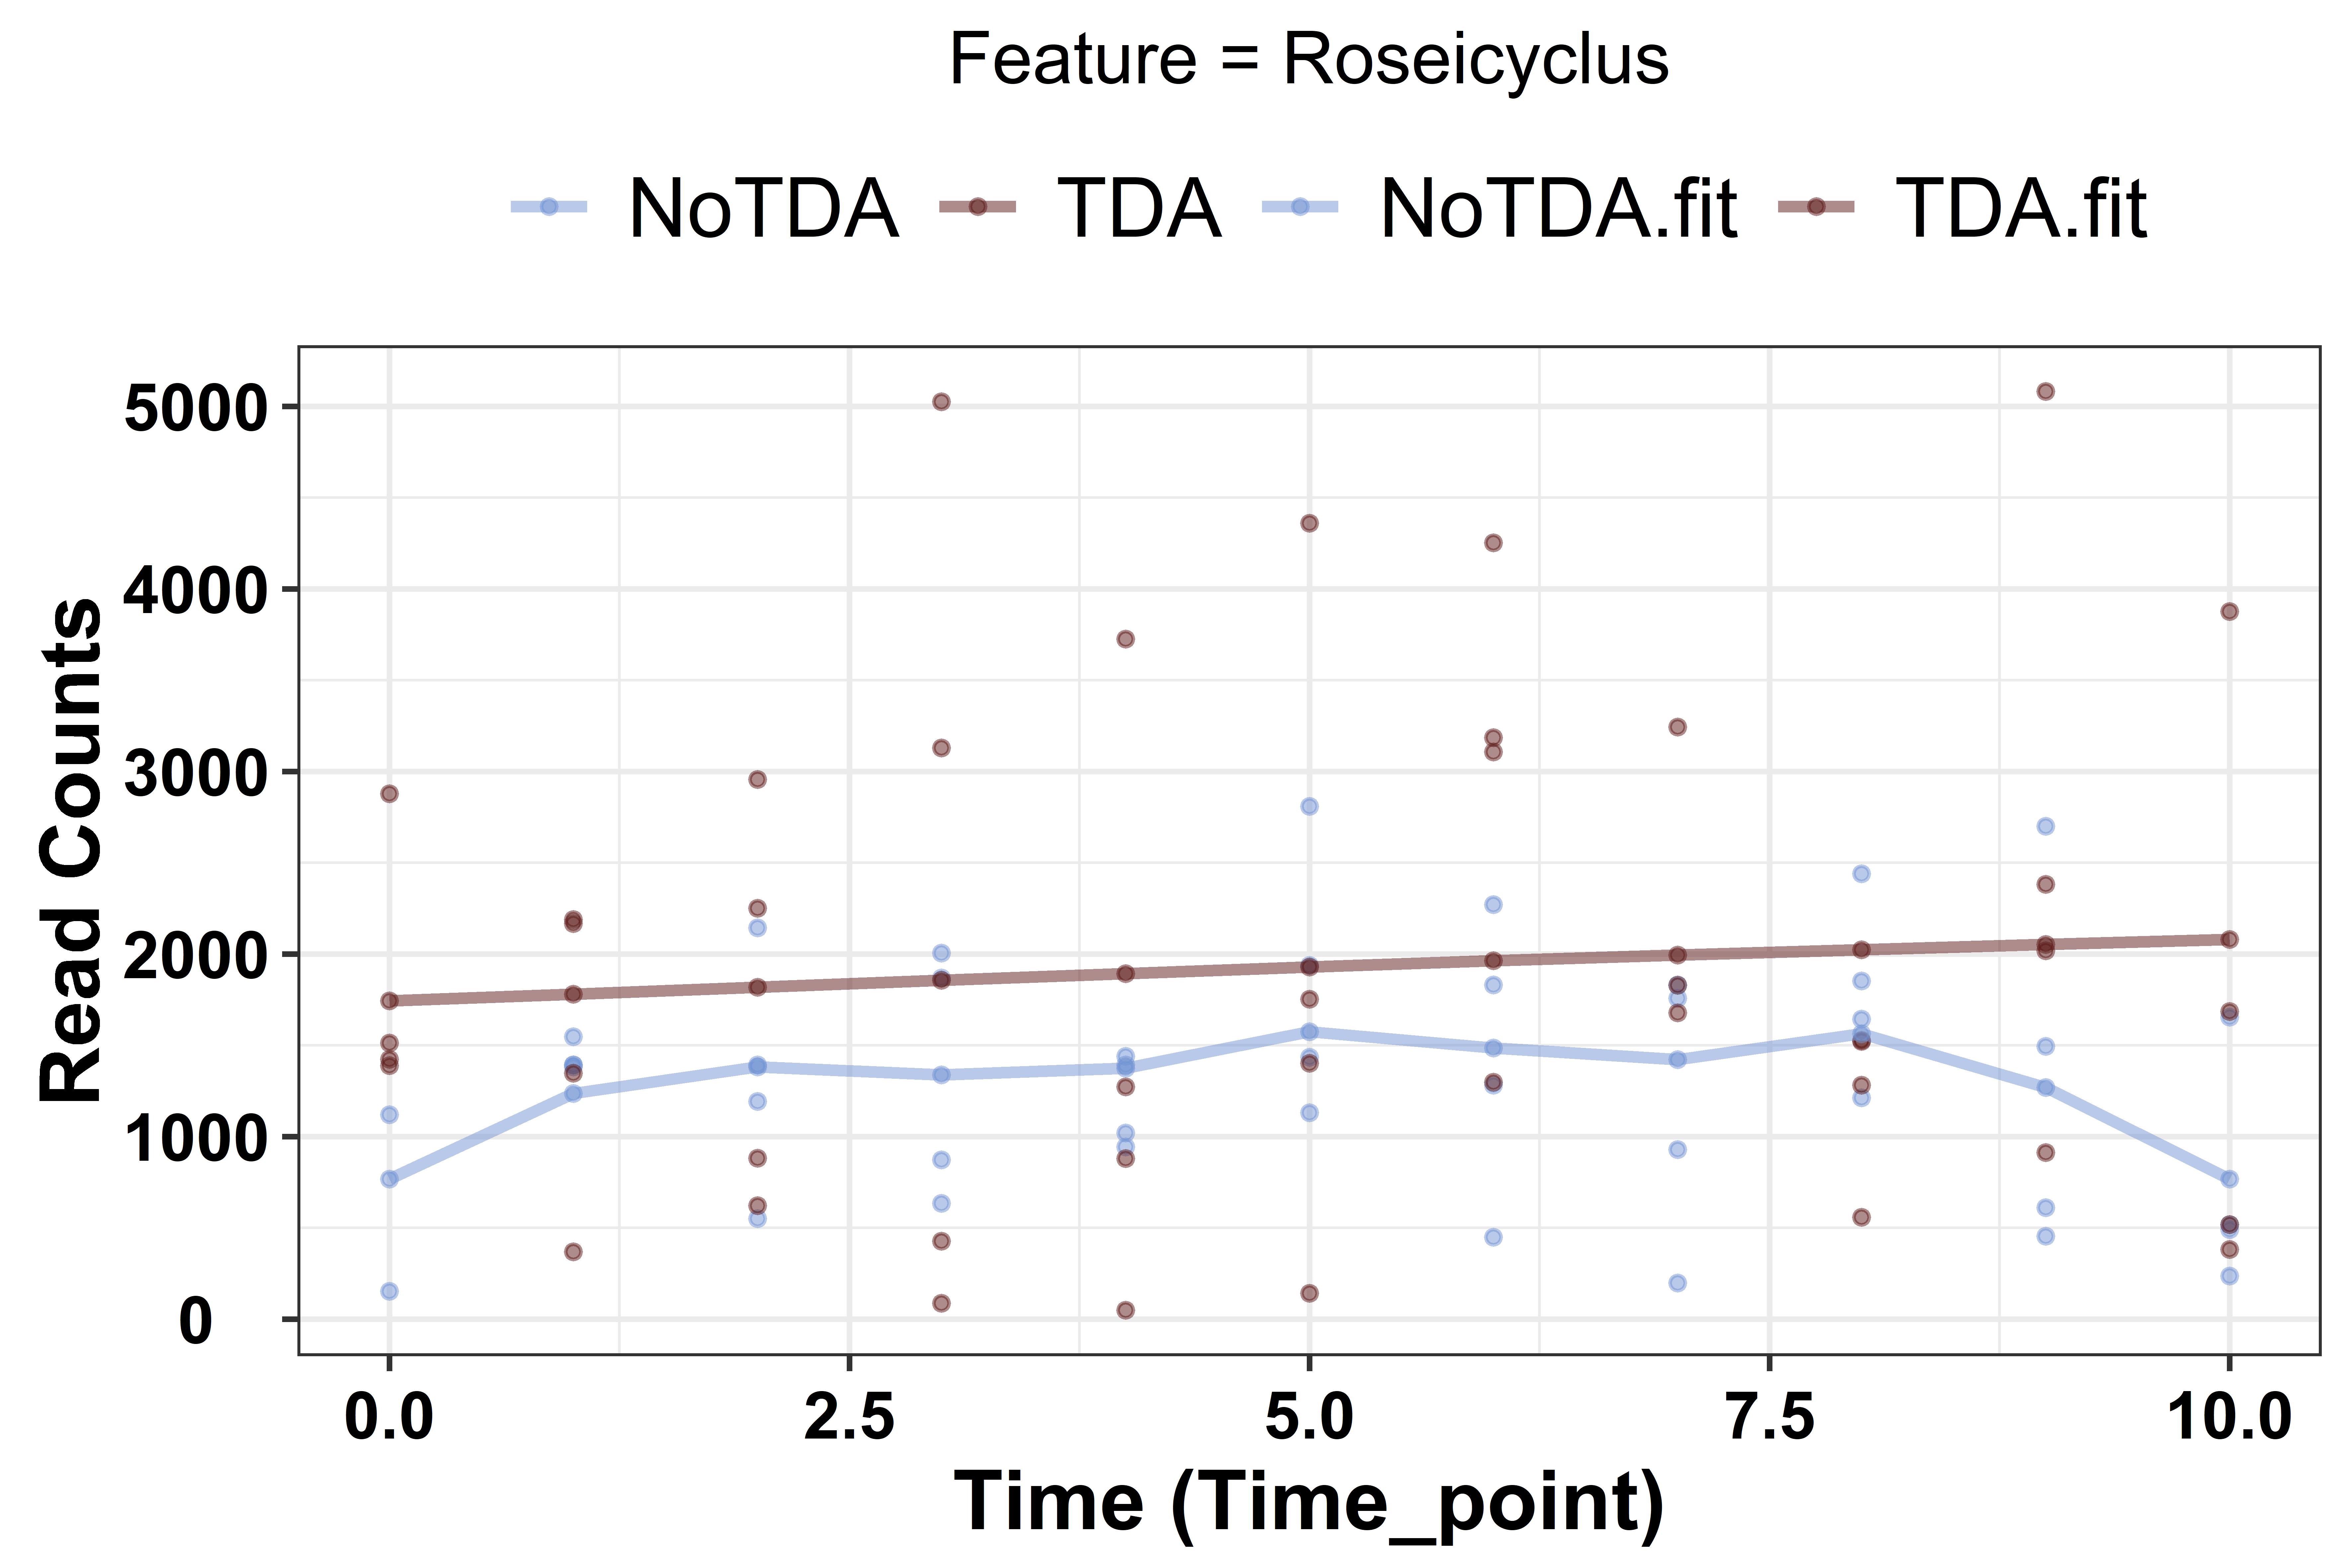 Feature = Roseicyclus
NoTDA TDA NoTDA.fit TDA.fit
5000
4000
3000
2000
1000
0
Read Counts
0.0 2.5 5.0 7.5 10.0
Time (Time_point)